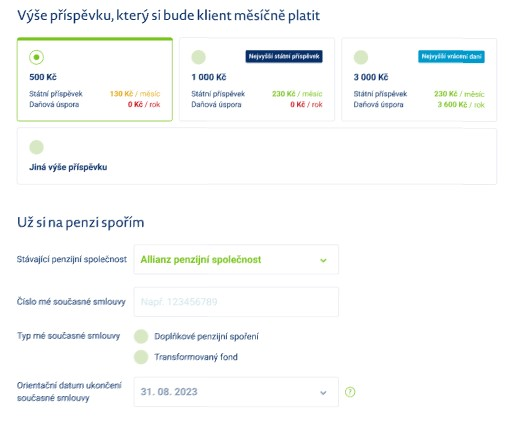 Výše příspěvku, který si bude klient měsíčně platit
500 Kč
Státní příspěvek 130 Kč / měsíc
Daňová úspora 0 Kč / rok
Nejvyšší státní příspěvek
1 000 Kč
Státní příspěvek 230 Kč / měsíc
Daňová úspora 0 Kč / rok
Nejvyšší vrácení daní
3 000 Kč
Státní příspěvek 230 Kč / měsíc
Daňová úspora 3 600 Kč / rok
Jiná výše příspěvku
Už si na penzi spořím
Stávající penzijní společnost Allianz penzijní společnost
Číslo mé současné smlouvy Např. 123456789
Typ mé současné smlouvy Doplňkové penzijní spoření
Transformovaný fond
Orientační datum ukončení
současné smlouvy 31. 08. 2023 ?